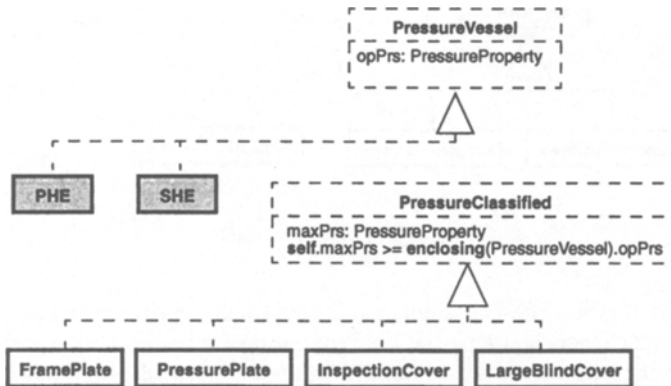 PressureVessel
opPrs: PressureProperty
PHE
SHE
PressureClassified
maxPrs: PressureProperty
self.maxPrs >= enclosing(PressureVessel).opPrs
FramePlate
PressurePlate
InspectionCover
LargeBlindCover